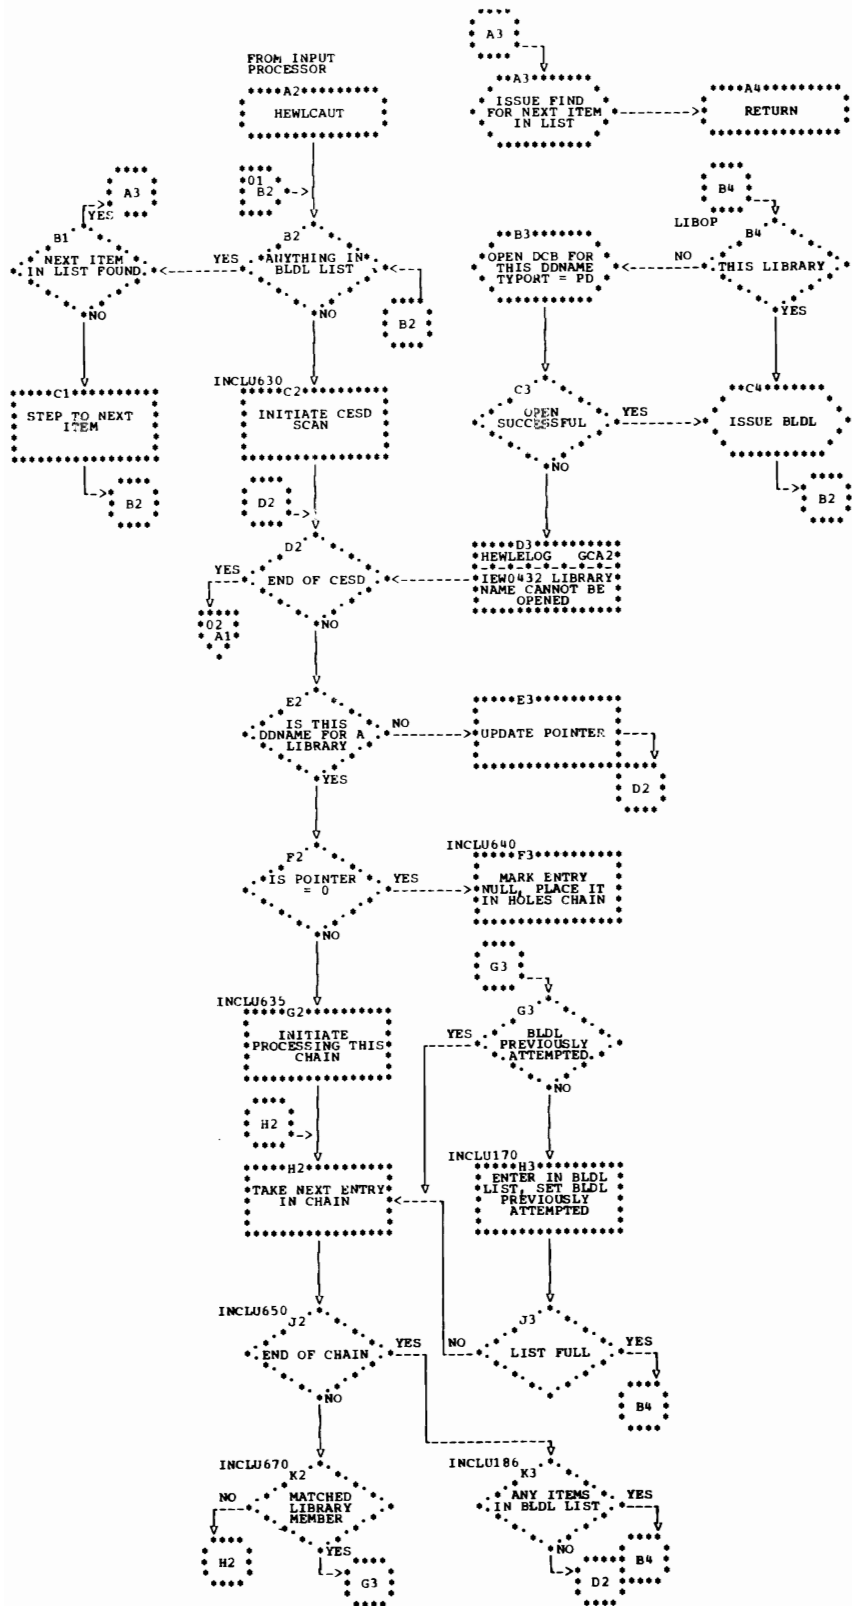 A3
FROM INPUT
PROCESSOR
A2
HEWLCAUT
A3
ISSUE FIND
FOR NEXT ITEM
IN LIST
A4
RETURN
A3
YES
01
B2
B4
LIBOP
B1
NEXT ITEM
IN LIST FOUND
YES
B2
ANYTHING IN
BLDL LIST
B3
OPEN DCB FOR
THIS DDNAME
TYPORT = PD
NO
B4
THIS LIBRARY
NO
NO
B2
YES
C1
STEP TO NEXT
ITEM
INCLU630
C2
INITIATE CESD
SCAN
C3
OPEN
SUCCESSFUL
YES
C4
ISSUE BLDL
NO
B2
D2
B2
YES
D2
END OF CESD
D3
HEWLELOG GCA2
IEW0432 LIBRARY
NAME CANNOT BE
OPENED
02
A1
NO
E2
IS THIS
DDNAME FOR A
LIBRARY
NO
E3
UPDATE POINTER
YES
D2
F2
IS POINTER
= 0
YES
INCLU640
F3
MARK ENTRY
NULL, PLACE IT
IN HOLES CHAIN
NO
G3
INCLU635
G2
INITIATE
PROCESSING THIS
CHAIN
YES
G3
BLDL
PREVIOUSLY
ATTEMPTED
NO
H2
H2
TAKE NEXT ENTRY
IN CHAIN
INCLU170
H3
ENTER IN BLDL
LIST, SET BLDL
PREVIOUSLY
ATTEMPTED
INCLU650
J2
END OF CHAIN
YES
NO
J3
LIST FULL
YES
NO
B4
INCLU670
K2
MATCHED
LIBRARY
MEMBER
NO
INCLU186
K3
ANY ITEMS
IN BLDL LIST
YES
H2
YES
G3
NO
D2
B4